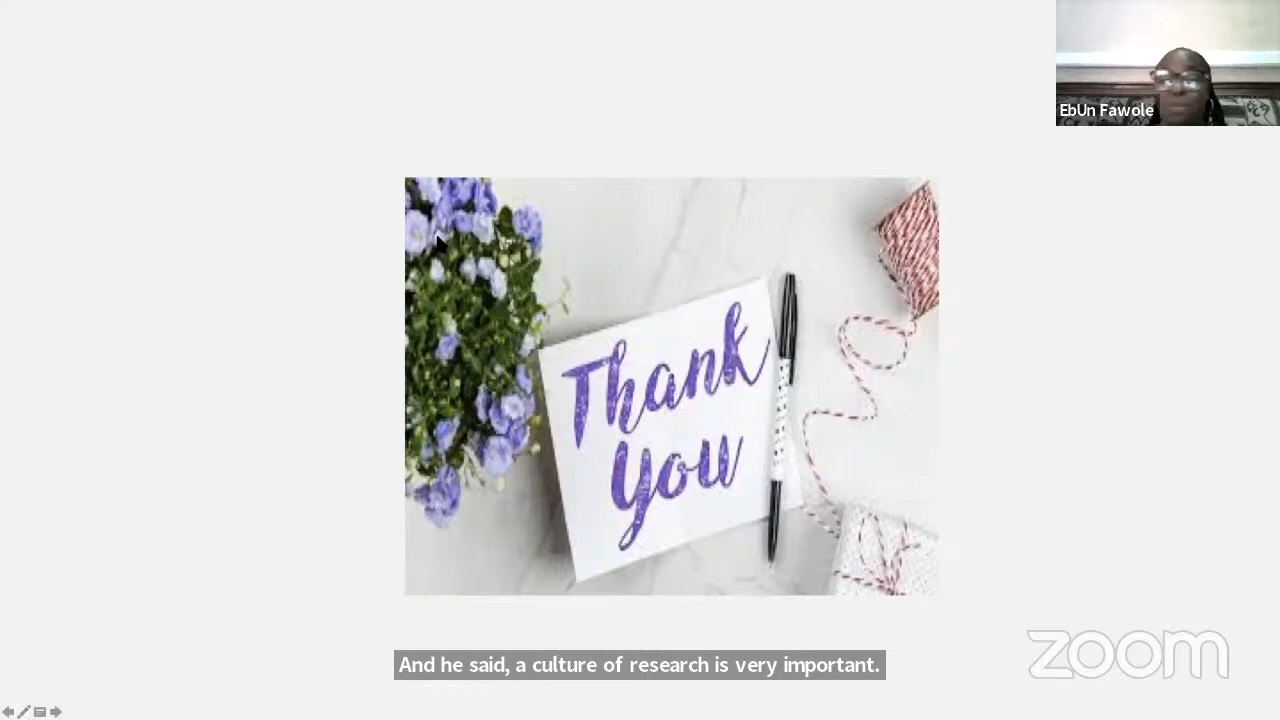 EbUn Fawole
Thank
You
And he said, a culture of research is very important.
zoom